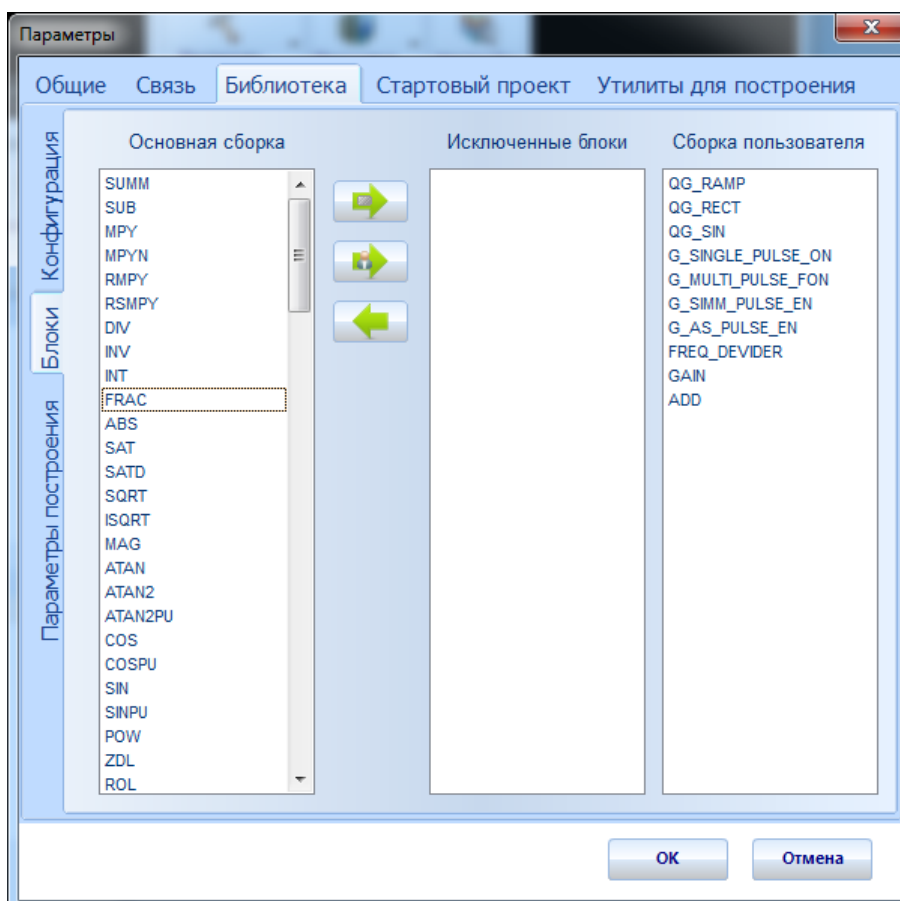 Параметры
Общие Связь Библиотека Стартовый проект Утилиты для построения
Конфигурация
Блоки
Параметры построения
Основная сборка
SUMM
SUB
MPY
MPYN
RMPY
RSMPY
DIV
INV
INT
FRAC
ABS
SAT
SATD
SQRT
ISQRT
MAG
ATAN
ATAN2
ATAN2PU
COS
COSPU
SIN
SINPU
POW
ZDL
ROL
Исключенные блоки
Сборка пользователя
QG_RAMP
QG_RECT
QG_SIN
G_SINGLE_PULSE_ON
G_MULTI_PULSE_FON
G_SIMM_PULSE_EN
G_AS_PULSE_EN
FREQ_DEVIDER
GAIN
ADD
OK Отмена